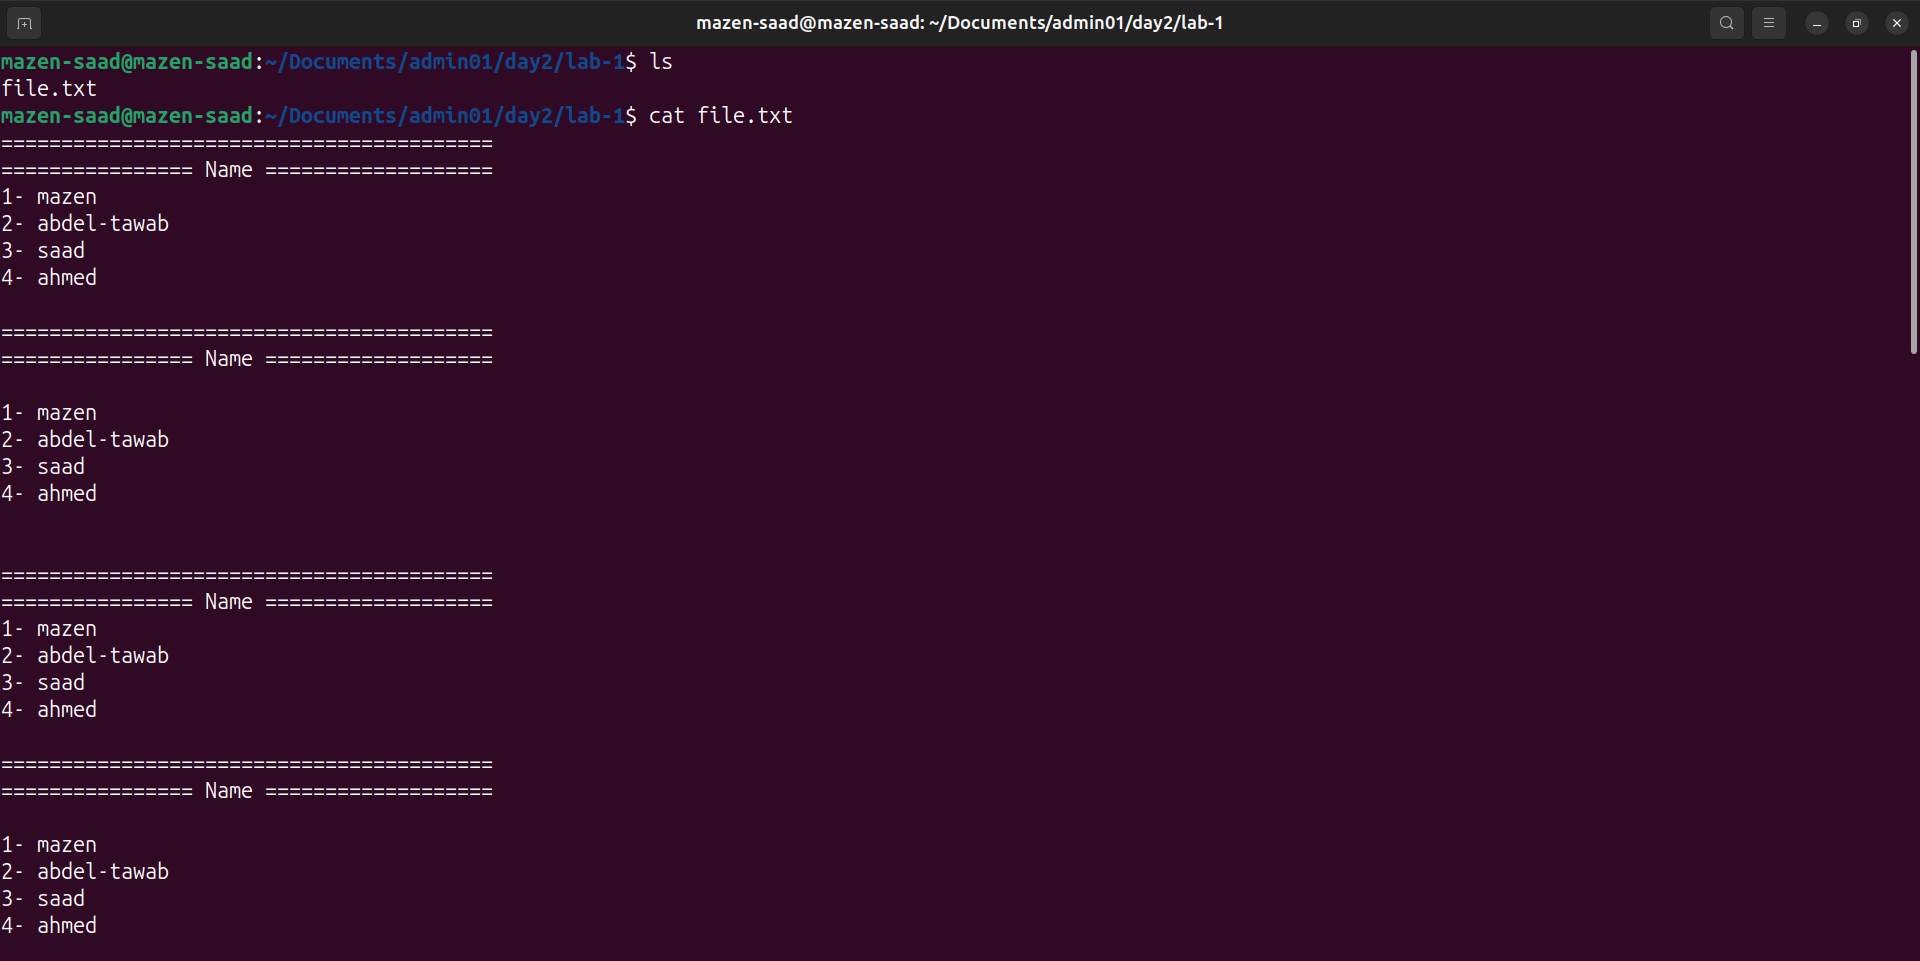 mazen-saad@mazen-saad: ~/Documents/admin01/day2/lab-1
mazen-saad@mazen-saad:~/Documents/admin01/day2/lab-1$ ls
file.txt
mazen-saad@mazen-saad:~/Documents/admin01/day2/lab-1$ cat file.txt
=========================================
================ Name ===================
1- mazen
2- abdel-tawab
3- saad
4- ahmed
=========================================
================ Name ===================
1- mazen
2- abdel-tawab
3- saad
4- ahmed
=========================================
================ Name ===================
1- mazen
2- abdel-tawab
3- saad
4- ahmed
=========================================
================ Name ===================
1- mazen
2- abdel-tawab
3- saad
4- ahmed